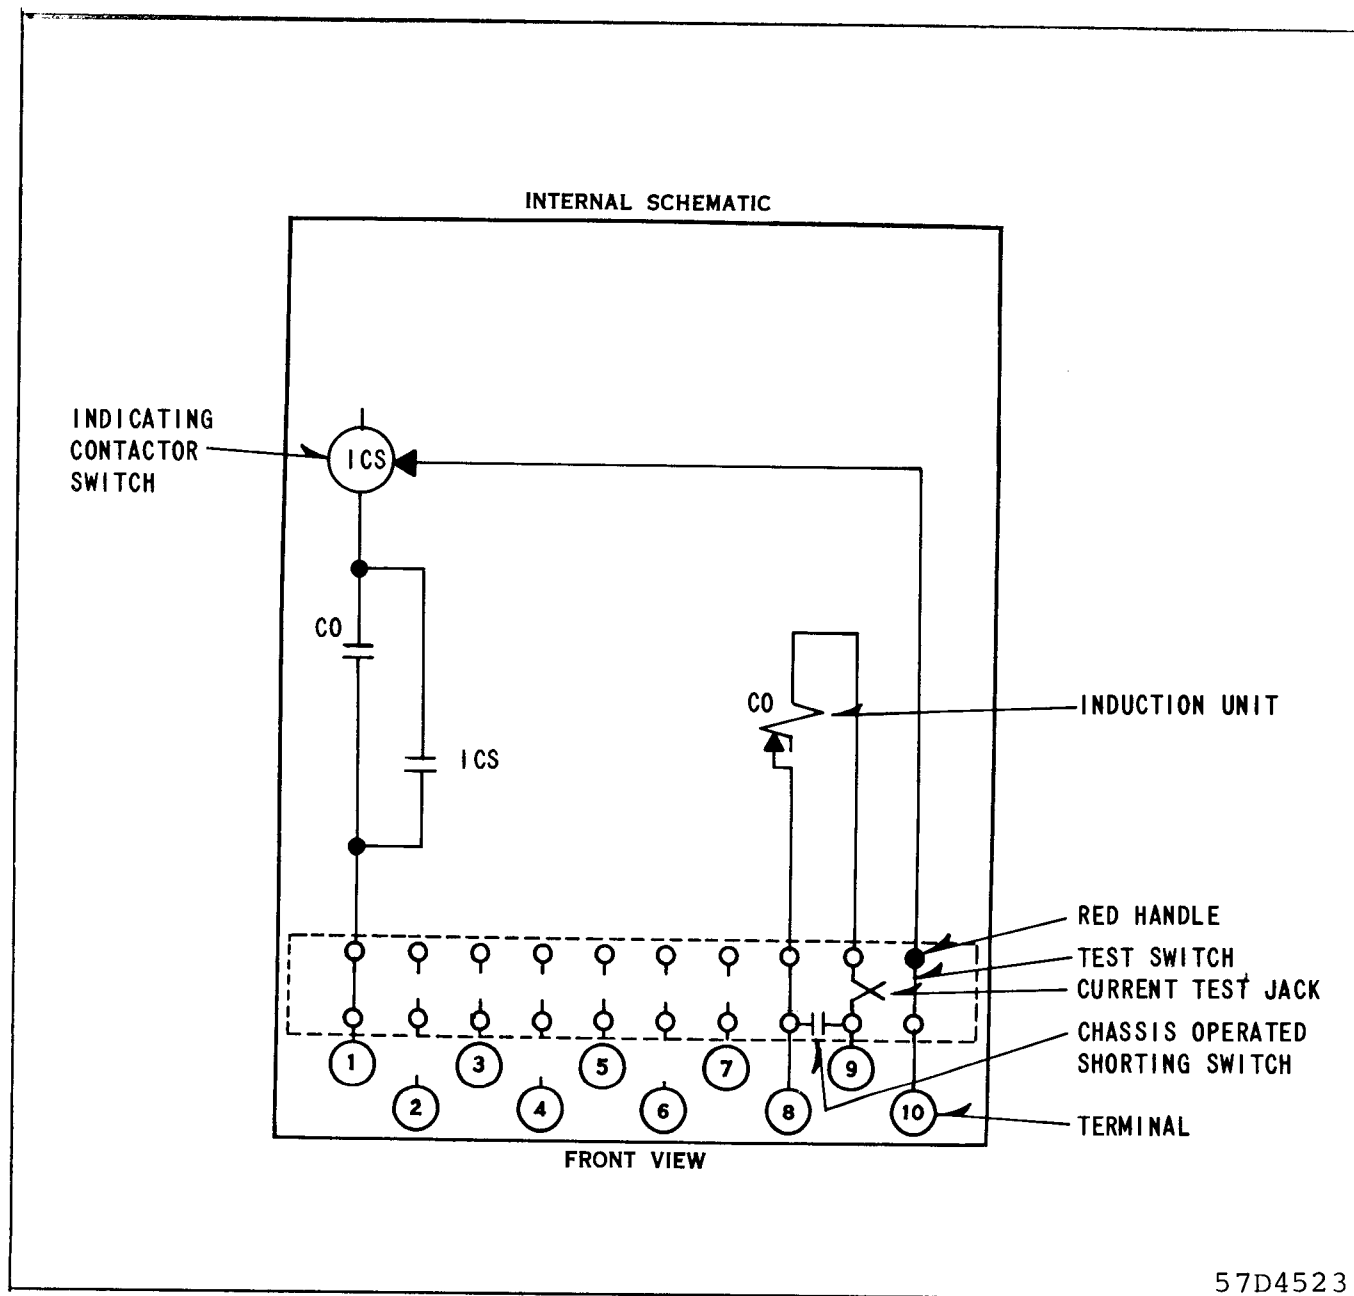 INTERNAL SCHEMATIC
INDICATING
CONTACTOR
SWITCH
ICS
CO
ICS
CO
INDUCTION UNIT
RED HANDLE
TEST SWITCH
CURRENT TEST JACK
CHASSIS OPERATED
SHORTING SWITCH
TERMINAL
1
3
5
7
9
2
4
6
8
10
FRONT VIEW
57D4523